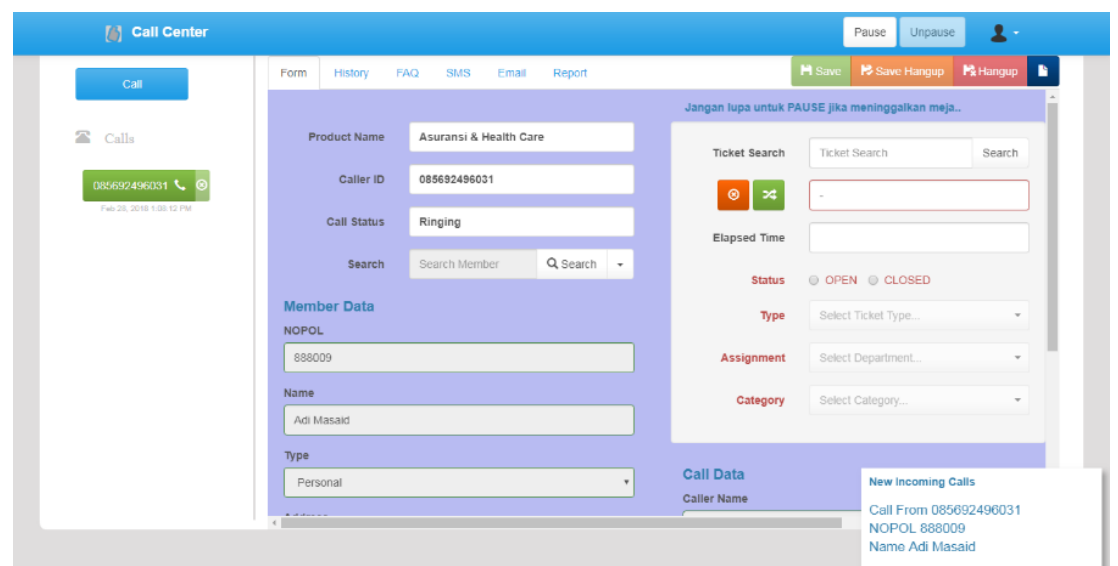 Call Center
Pause Unpause
Call
Calls
085692496031
Feb 28, 2018 1:08:12 PM
Form History FAQ SMS Email Report
Save Save Hangup Hangup
Jangan lupa untuk PAUSE jika meninggalkan meja..
Product Name Asuransi & Health Care
Caller ID 085692496031
Call Status Ringing
Search Search Member Search
Member Data
NOPOL
888009
Name
Adi Masaid
Type
Personal
Address
Ticket Search Ticket Search Search
-
Elapsed Time
Status OPEN CLOSED
Type Select Ticket Type...
Assignment Select Department...
Category Select Category...
Call Data
Caller Name
New Incoming Calls
Call From 085692496031
NOPOL 888009
Name Adi Masaid